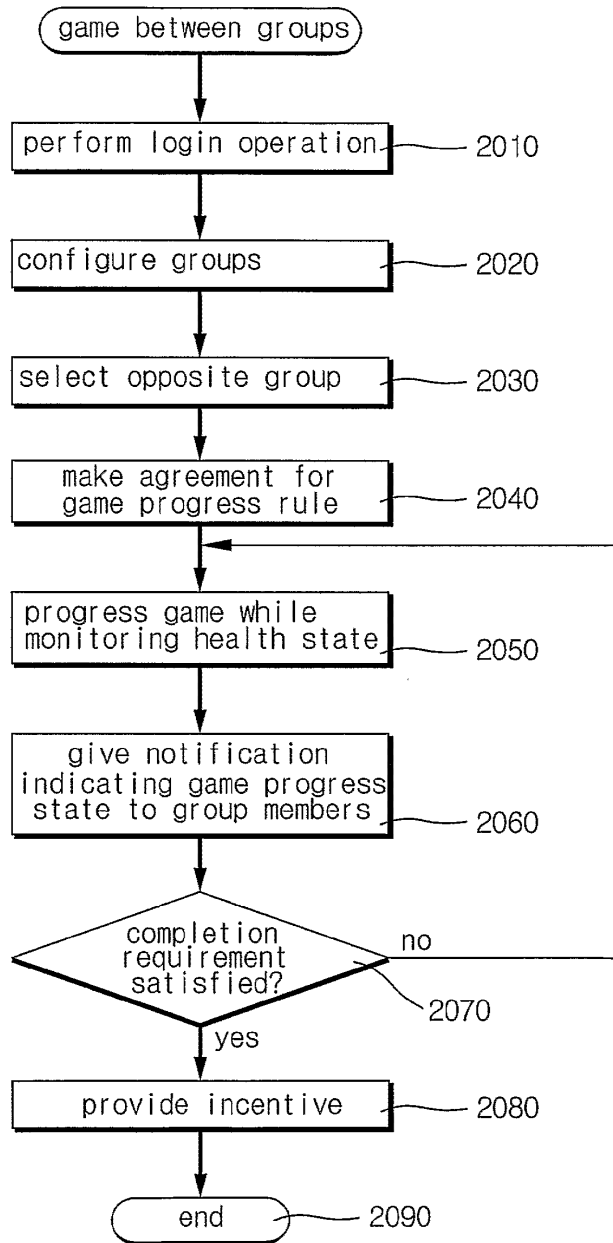 game between groups
perform login operation
2010
configure groups
2020
select opposite group
2030
make agreement for
game progress rule
2040
progress game while
monitoring health state
2050
give notification
indicating game progress
state to group members
2060
completion
requirement
satisfied?
no
2070
yes
provide incentive
2080
end
2090